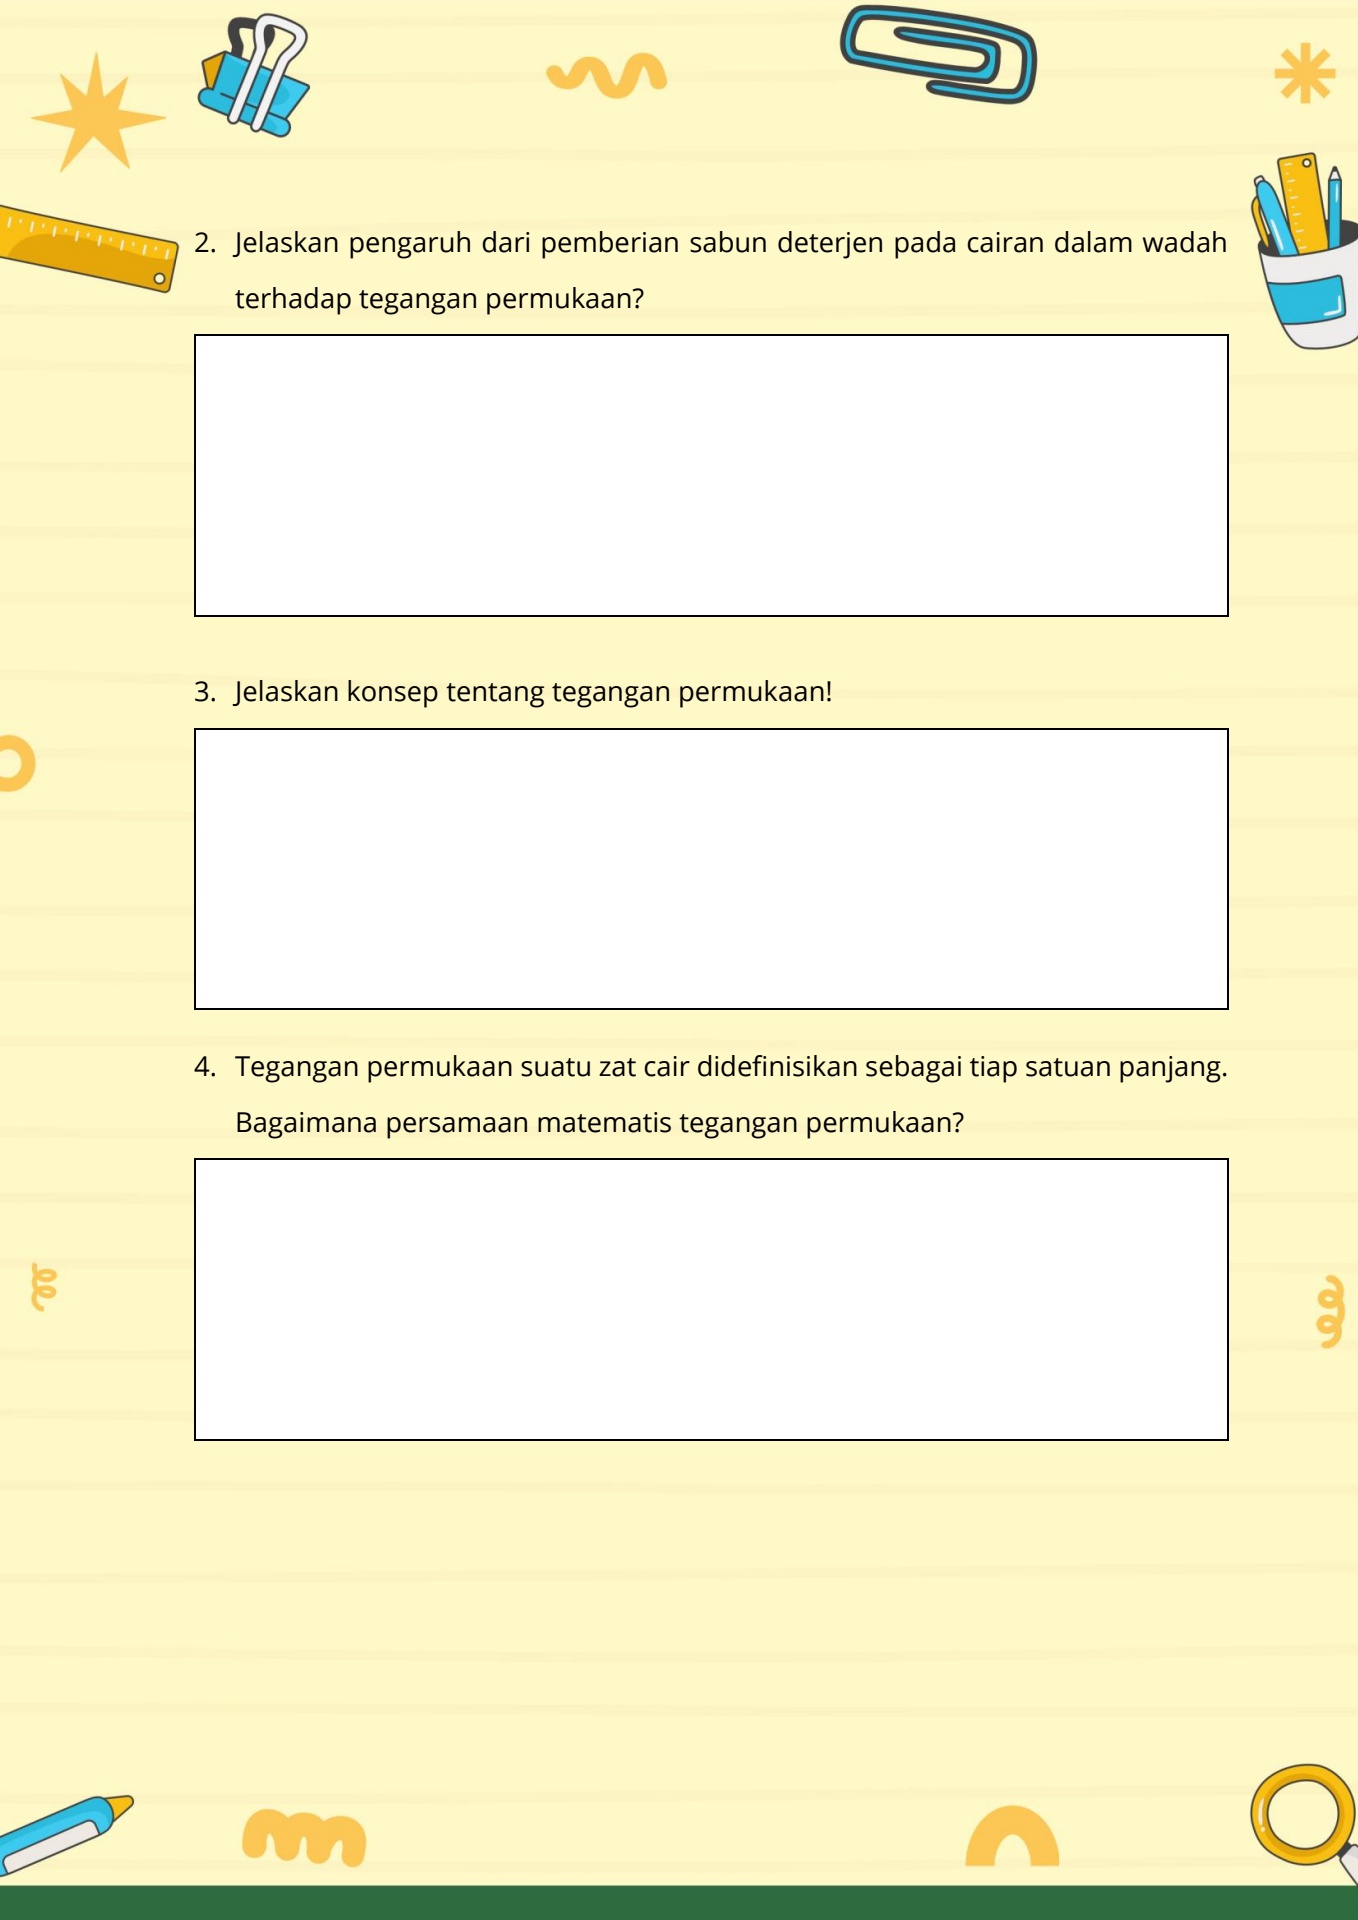 2. Jelaskan pengaruh dari pemberian sabun deterjen pada cairan dalam wadah
terhadap tegangan permukaan?
3. Jelaskan konsep tentang tegangan permukaan!
4. Tegangan permukaan suatu zat cair didefinisikan sebagai tiap satuan panjang.
Bagaimana persamaan matematis tegangan permukaan?